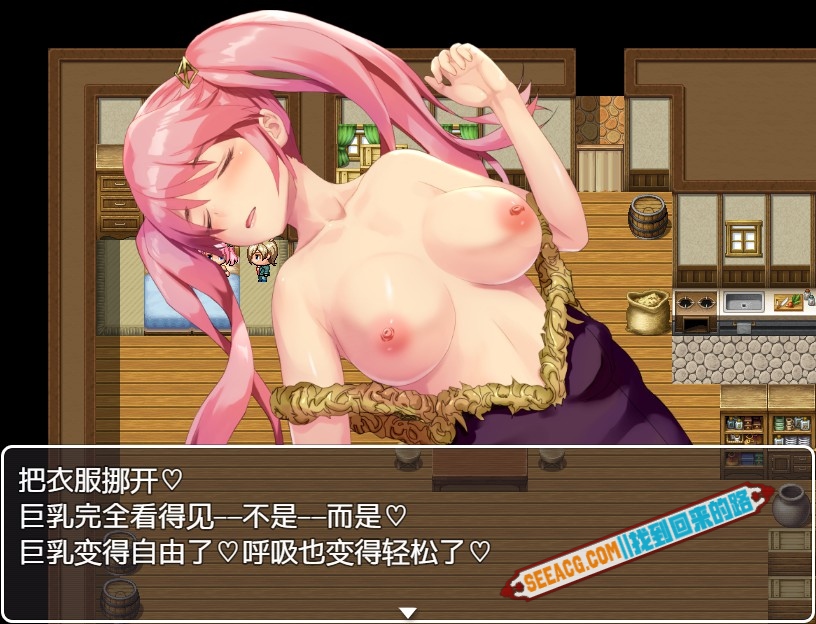 把衣服挪开♡
巨乳完全看得见——不是——而是♡
巨乳变得自由了♡呼吸也变得轻松了♡
SEEACG.COM||找到回来的路